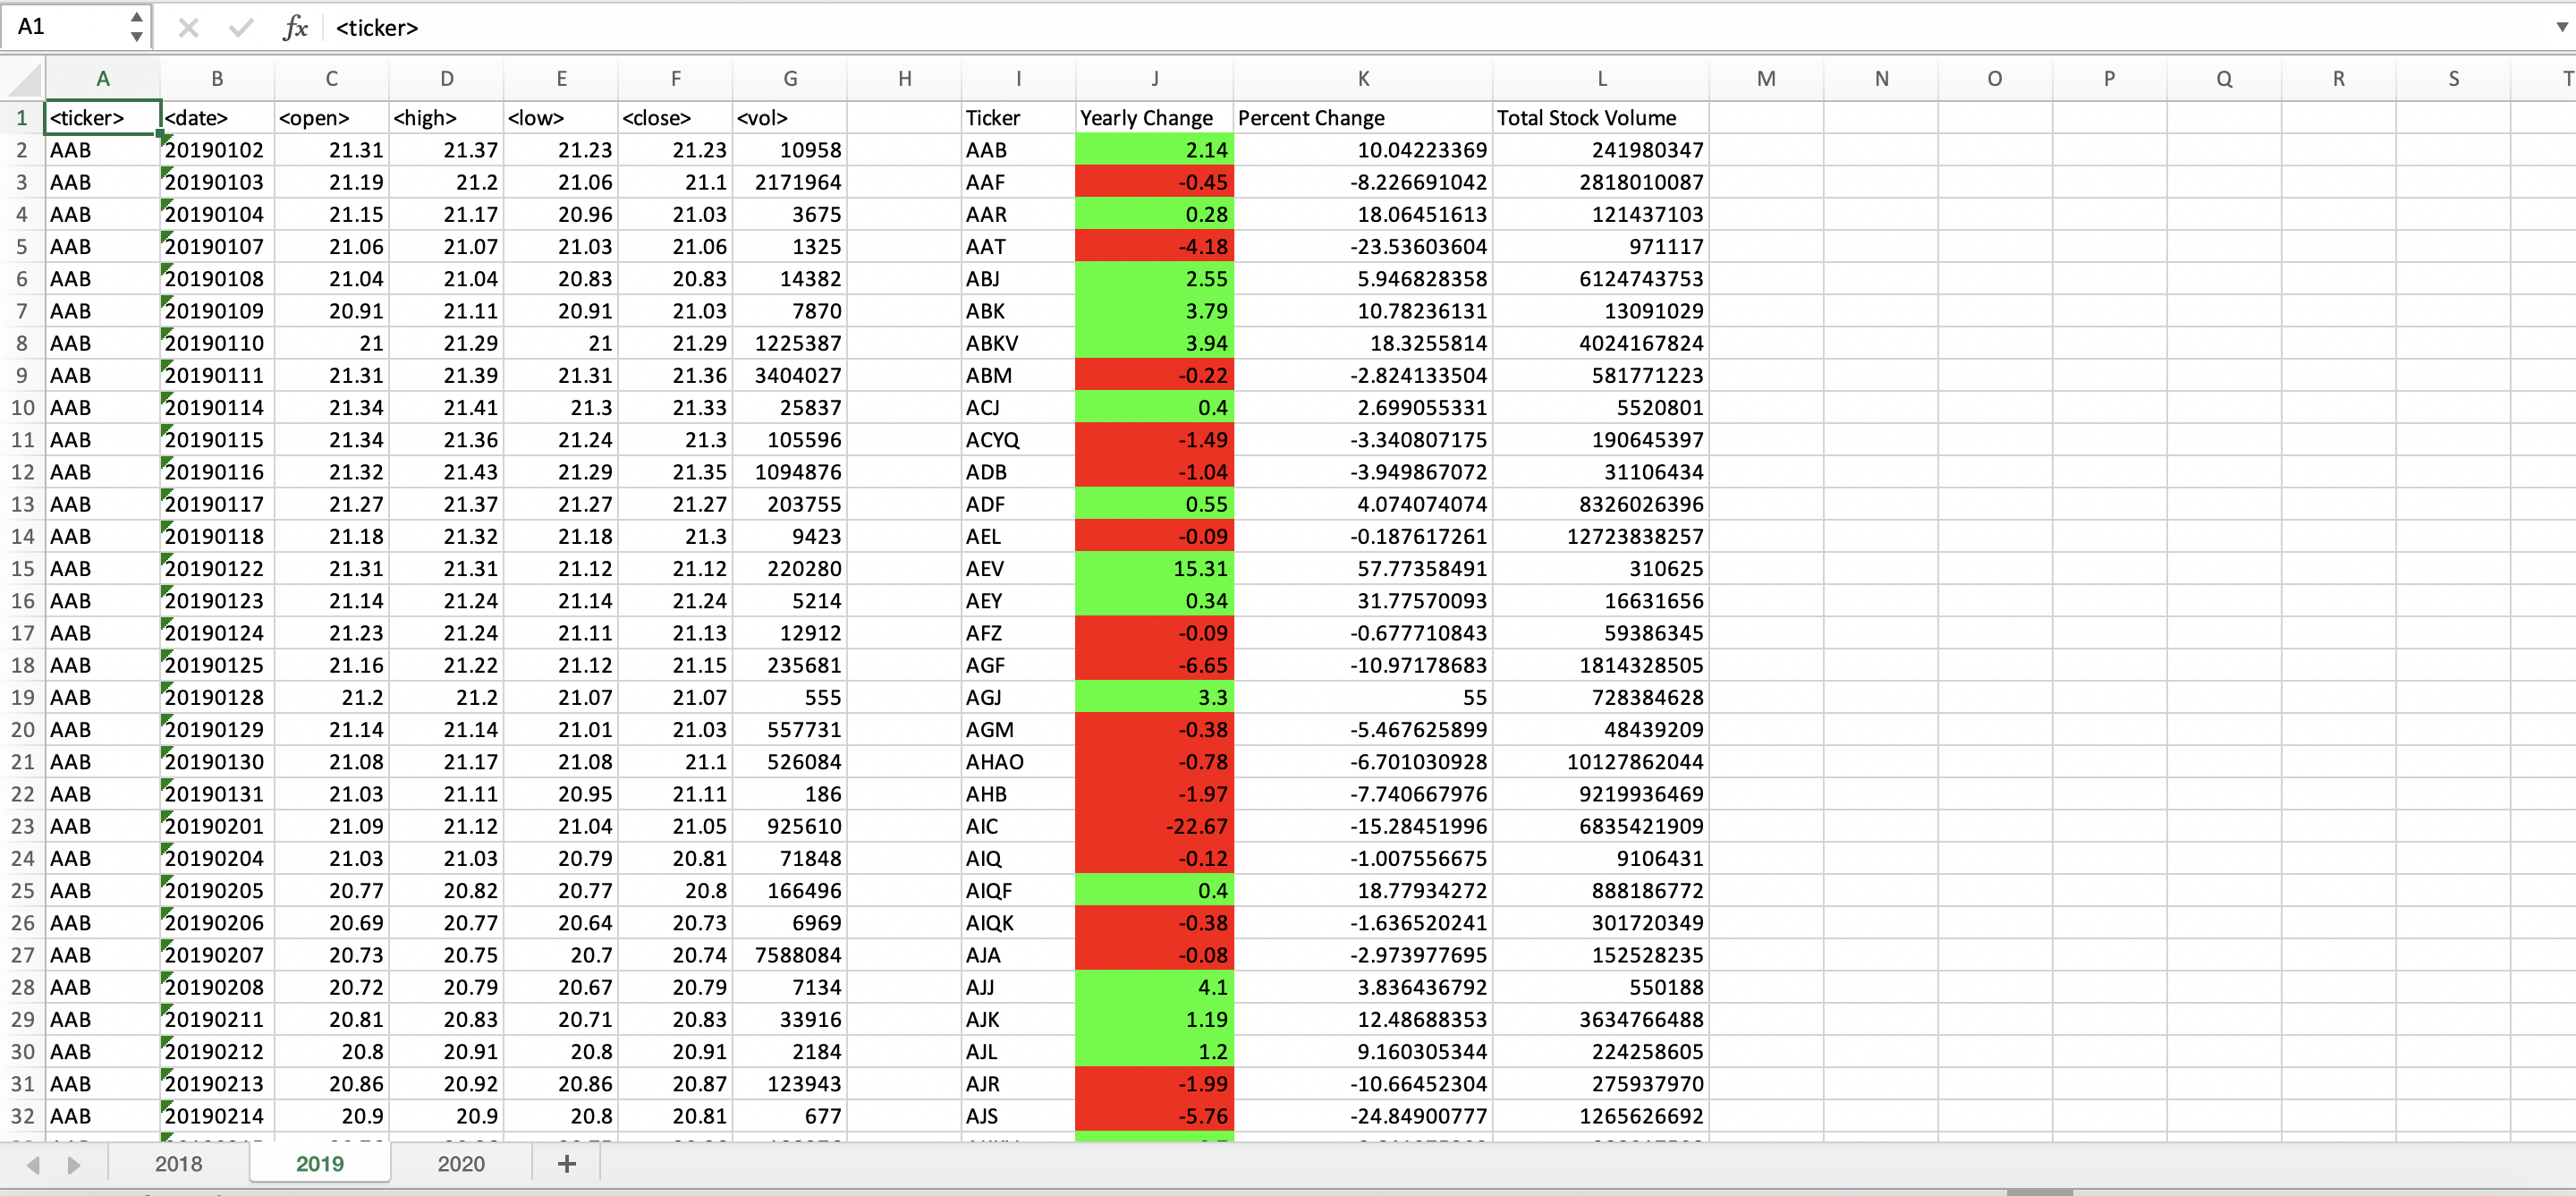 A1 fx <ticker>
A B C D E F G H I J K L M N O P Q R S T
1 <ticker> <date> <open> <high> <low> <close> <vol> Ticker Yearly Change Percent Change Total Stock Volume
2 AAB 20190102 21.31 21.37 21.23 21.23 10958 AAB 2.14 10.04223369 241980347
3 AAB 20190103 21.19 21.2 21.06 21.1 2171964 AAF -0.45 -8.226691042 2818010087
4 AAB 20190104 21.15 21.17 20.96 21.03 3675 AAR 0.28 18.06451613 121437103
5 AAB 20190107 21.06 21.07 21.03 21.06 1325 AAT -4.18 -23.53603604 971117
6 AAB 20190108 21.04 21.04 20.83 20.83 14382 ABJ 2.55 5.946828358 6124743753
7 AAB 20190109 20.91 21.11 20.91 21.03 7870 ABK 3.79 10.78236131 13091029
8 AAB 20190110 21 21.29 21 21.29 1225387 ABKV 3.94 18.3255814 4024167824
9 AAB 20190111 21.31 21.39 21.31 21.36 3404027 ABM -0.22 -2.824133504 581771223
10 AAB 20190114 21.34 21.41 21.3 21.33 25837 ACJ 0.4 2.699055331 5520801
11 AAB 20190115 21.34 21.36 21.24 21.3 105596 ACYQ -1.49 -3.340807175 190645397
12 AAB 20190116 21.32 21.43 21.29 21.35 1094876 ADB -1.04 -3.949867072 31106434
13 AAB 20190117 21.27 21.37 21.27 21.27 203755 ADF 0.55 4.074074074 8326026396
14 AAB 20190118 21.18 21.32 21.18 21.3 9423 AEL -0.09 -0.187617261 12723838257
15 AAB 20190122 21.31 21.31 21.12 21.12 220280 AEV 15.31 57.77358491 310625
16 AAB 20190123 21.14 21.24 21.14 21.24 5214 AEY 0.34 31.77570093 16631656
17 AAB 20190124 21.23 21.24 21.11 21.13 12912 AFZ -0.09 -0.677710843 59386345
18 AAB 20190125 21.16 21.22 21.12 21.15 235681 AGF -6.65 -10.97178683 1814328505
19 AAB 20190128 21.2 21.2 21.07 21.07 555 AGJ 3.3 55 728384628
20 AAB 20190129 21.14 21.14 21.01 21.03 557731 AGM -0.38 -5.467625899 48439209
21 AAB 20190130 21.08 21.17 21.08 21.1 526084 AHAO -0.78 -6.701030928 10127862044
22 AAB 20190131 21.03 21.11 20.95 21.11 186 AHB -1.97 -7.740667976 9219936469
23 AAB 20190201 21.09 21.12 21.04 21.05 925610 AIC -22.67 -15.28451996 6835421909
24 AAB 20190204 21.03 21.03 20.79 20.81 71848 AIQ -0.12 -1.007556675 9106431
25 AAB 20190205 20.77 20.82 20.77 20.8 166496 AIQF 0.4 18.77934272 888186772
26 AAB 20190206 20.69 20.77 20.64 20.73 6969 AIQK -0.38 -1.636520241 301720349
27 AAB 20190207 20.73 20.75 20.7 20.74 7588084 AJA -0.08 -2.973977695 152528235
28 AAB 20190208 20.72 20.79 20.67 20.79 7134 AJJ 4.1 3.836436792 550188
29 AAB 20190211 20.81 20.83 20.71 20.83 33916 AJK 1.19 12.48688353 3634766488
30 AAB 20190212 20.8 20.91 20.8 20.91 2184 AJL 1.2 9.160305344 224258605
31 AAB 20190213 20.86 20.92 20.86 20.87 123943 AJR -1.99 -10.66452304 275937970
32 AAB 20190214 20.9 20.9 20.8 20.81 677 AJS -5.76 -24.84900777 1265626692
2018 2019 2020 +